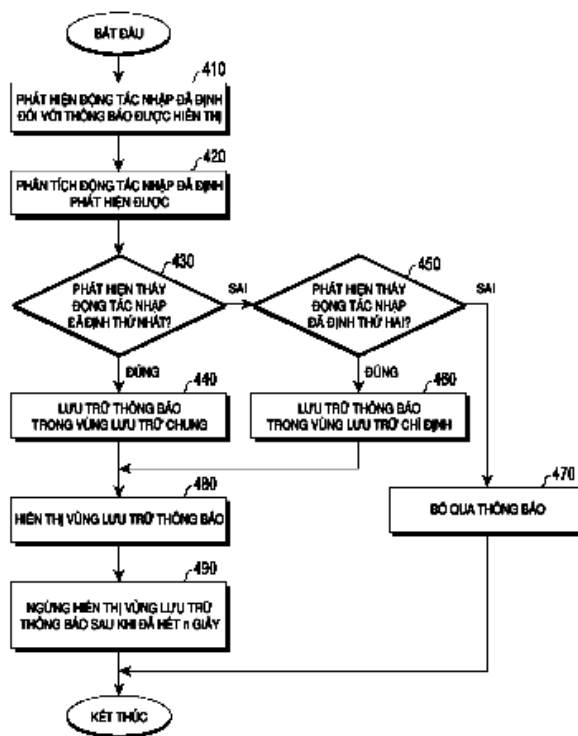 BẮT ĐẦU
410
PHÁT HIỆN ĐỘNG TÁC NHẬP ĐÃ ĐỊNH
ĐỐI VỚI THÔNG BÁO ĐƯỢC HIỂN THỊ
420
PHÂN TÍCH ĐỘNG TÁC NHẬP ĐÃ ĐỊNH
PHÁT HIỆN ĐƯỢC
430
PHÁT HIỆN THẤY
ĐỘNG TÁC NHẬP
ĐÃ ĐỊNH THỨ NHẤT?
SAI
450
PHÁT HIỆN THẤY
ĐỘNG TÁC NHẬP
ĐÃ ĐỊNH THỨ HAI?
SAI
ĐÚNG
440
LƯU TRỮ THÔNG BÁO
TRONG VÙNG LƯU TRỮ CHUNG
ĐÚNG
460
LƯU TRỮ THÔNG BÁO
TRONG VÙNG LƯU TRỮ CHỈ ĐỊNH
470
BỎ QUA THÔNG BÁO
480
HIỂN THỊ VÙNG LƯU TRỮ THÔNG BÁO
490
NGỪNG HIỂN THỊ VÙNG LƯU TRỮ
THÔNG BÁO SAU KHI ĐÃ HẾT n GIÂY
KẾT THÚC